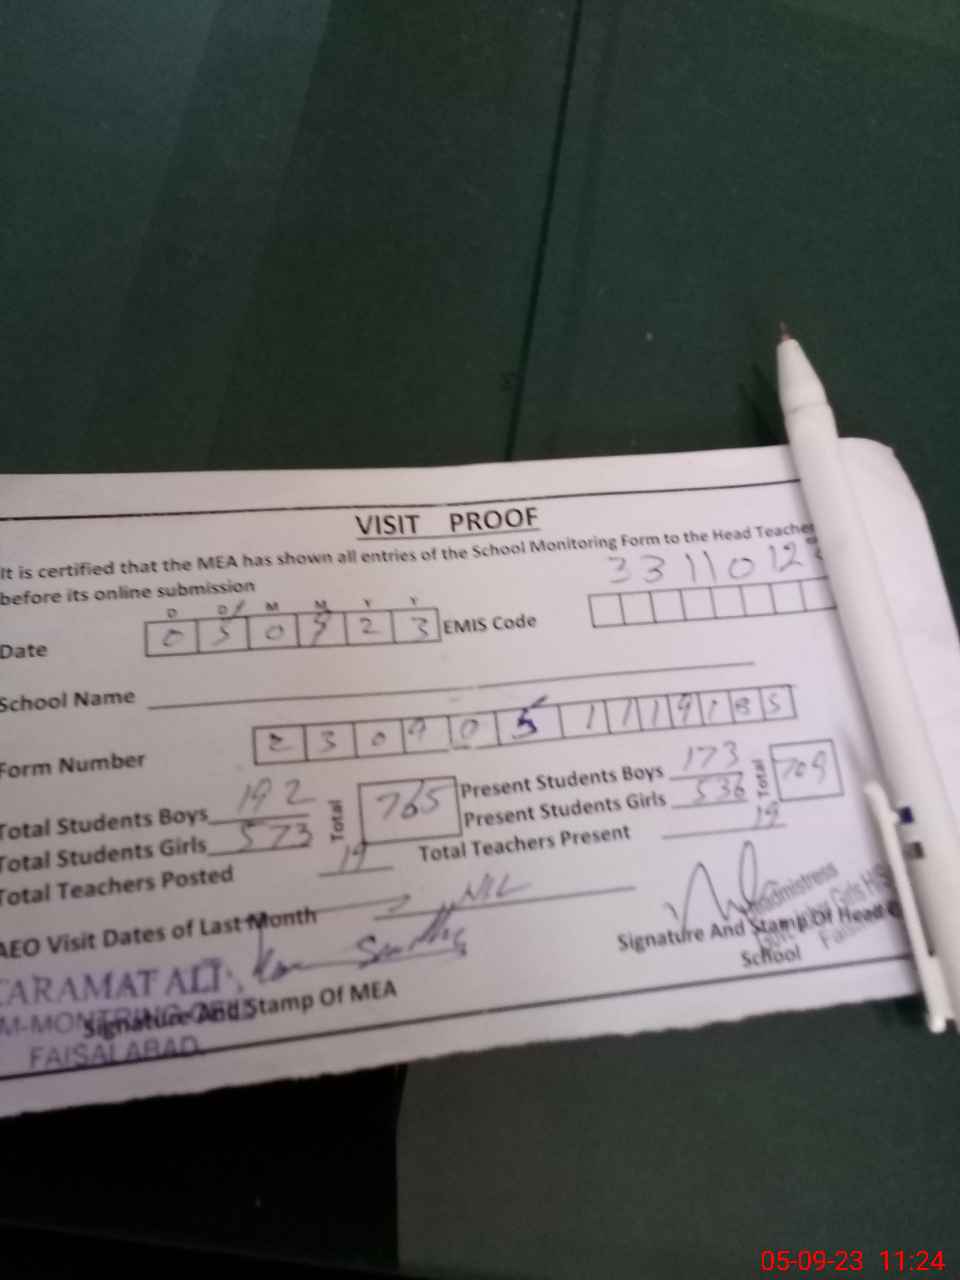 VISIT PROOF
It is certified that the MEA has shown all entries of the School Monitoring Form to the Head Teacher
before its online submission
3311012
D D M M Y Y
Date 0 5 0 9 2 3 EMIS Code
School Name
Form Number 2 3 0 9 0 5 1 1 1 9 1 8 5
Total Students Boys 192 Total 765 Present Students Boys 173 Total 709
Total Students Girls 573 Present Students Girls 536
Total Teachers Posted 19 Total Teachers Present 19
AEO Visit Dates of Last Month NIL
Signature And Stamp Of Head
School
KARAMAT ALI
Signature And Stamp Of MEA
FAISALABAD
05-09-23 11:24